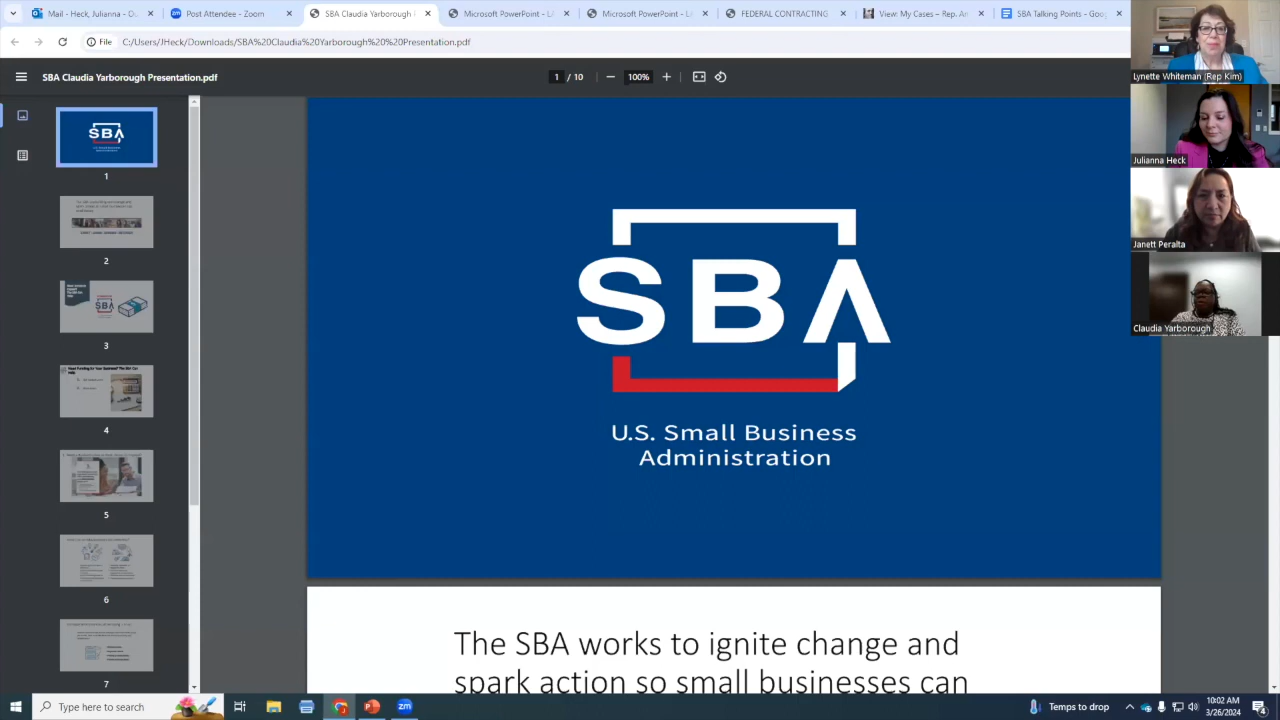 Mail - Heck, Julianna - O
Post Attendee - Zoom
SBA Claudia Yarborough
Microsoft PowerPoint - L
Microsoft PowerPoint - L
FEDERAL CONTRACTING
View: My Cases - Rep. An
SBA Talking Points - Goog
File
C:/Users/JHeck/Downloads/SBA%20Claudia%20Yarborough%20%20Presentation
SBA Claudia Yarborough Presentation.pdf
1 / 10
100%
Lynette Whiteman (Rep Kim)
Julianna Heck
Janett Peralta
Claudia Yarborough
1
2
3
4
5
6
7
SBA
U.S. Small Business
Administration
The SBA works to ignite change and
spark action so small businesses can
Type here to search
Temps to drop
10:02 AM
3/26/2024
4